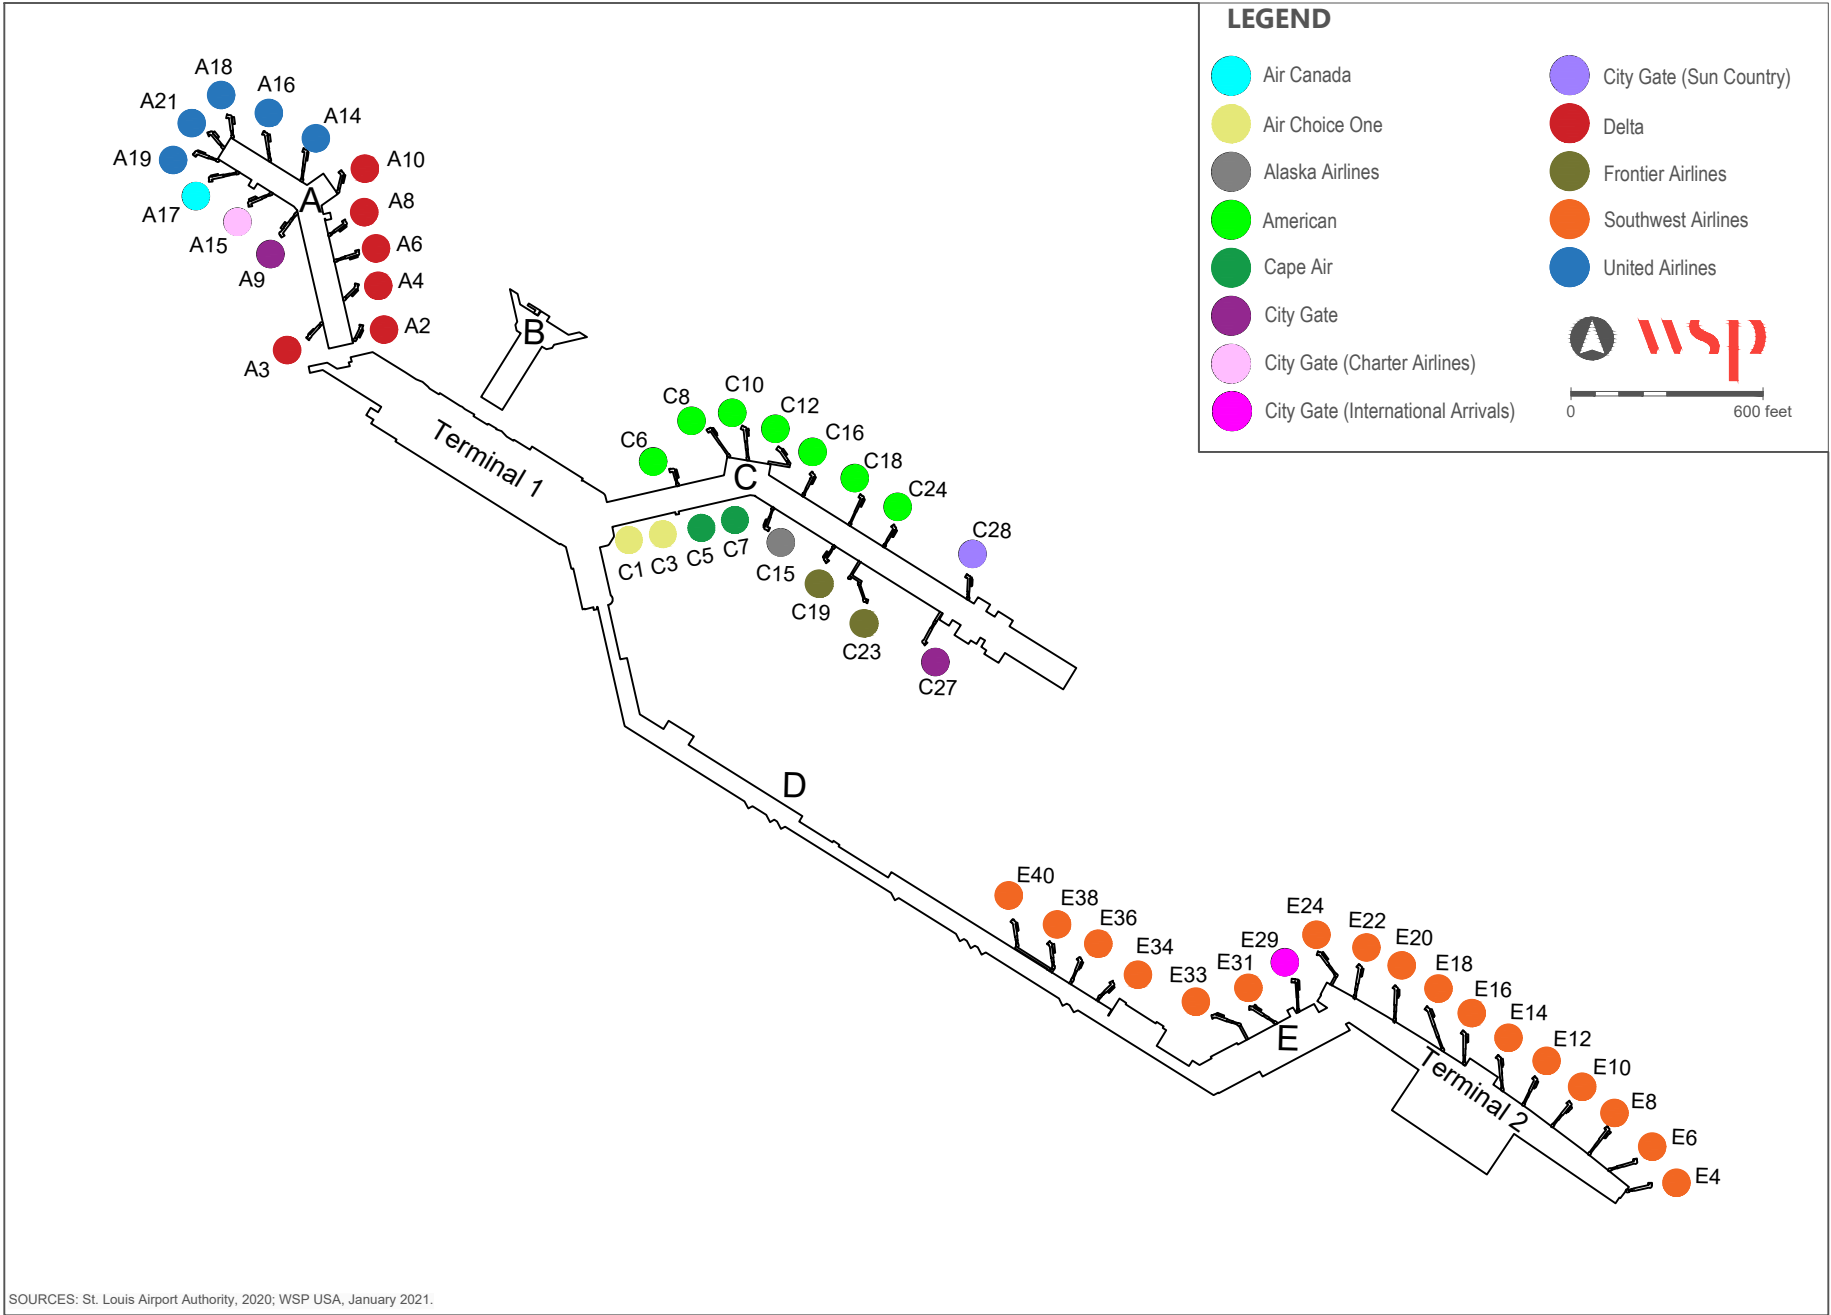 LEGEND
Air Canada
Air Choice One
Alaska Airlines
American
Cape Air
City Gate
City Gate (Charter Airlines)
City Gate (International Arrivals)
City Gate (Sun Country)
Delta
Frontier Airlines
Southwest Airlines
United Airlines
wsp
0 600 feet
A18
A16
A21
A14
A19
A10
A17
A8
A15
A6
A9
A4
A2
A3
A
B
Terminal 1
C8
C10
C12
C6
C16
C18
C24
C
C28
C1
C3
C5
C7
C15
C19
C23
C27
D
E40
E38
E36
E34
E33
E31
E29
E24
E22
E20
E18
E16
E14
E12
E10
E8
E6
E4
E
Terminal 2
SOURCES: St. Louis Airport Authority, 2020; WSP USA, January 2021.